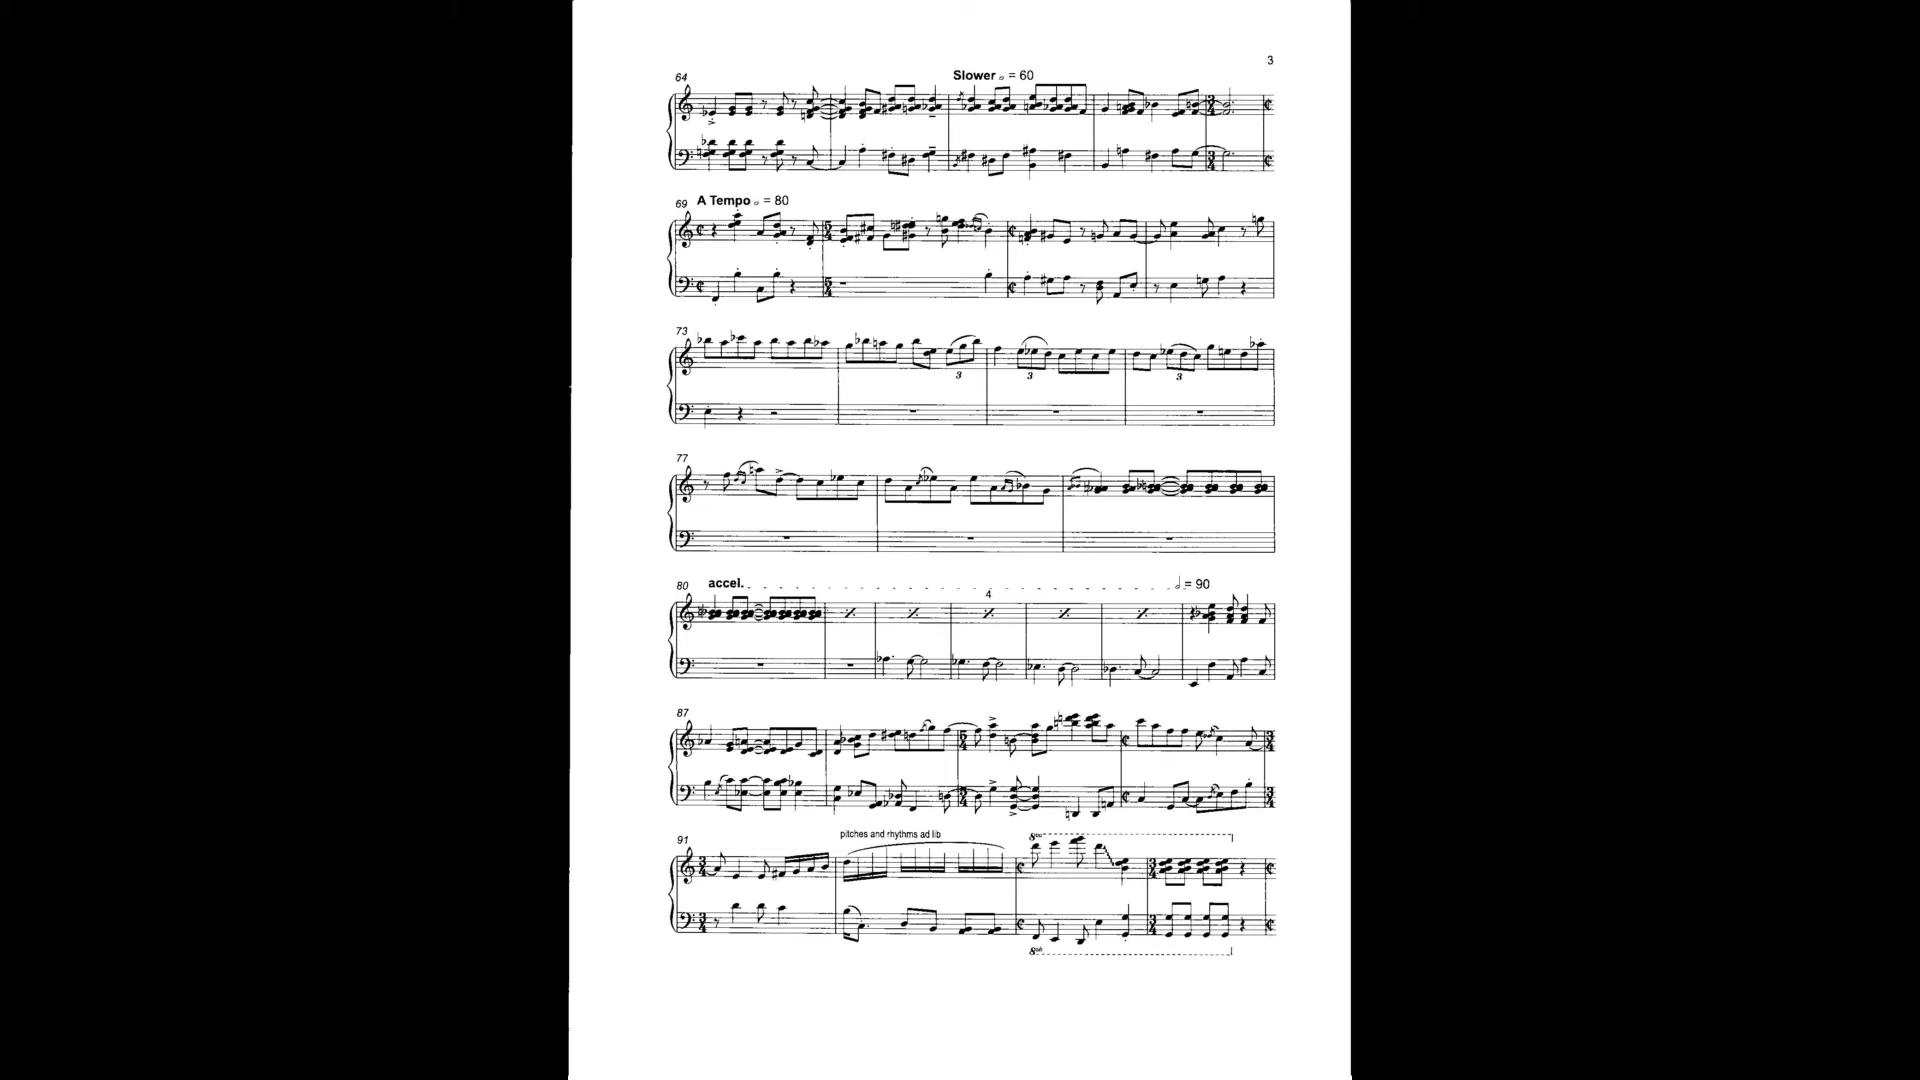 3
64
Slower 𝅗𝅥 = 60
69 A Tempo 𝅗𝅥 = 80
73
3
3
3
77
80 accel. 𝅗𝅥 = 90
4
87
91 pitches and rhythms ad lib
8va
8vb